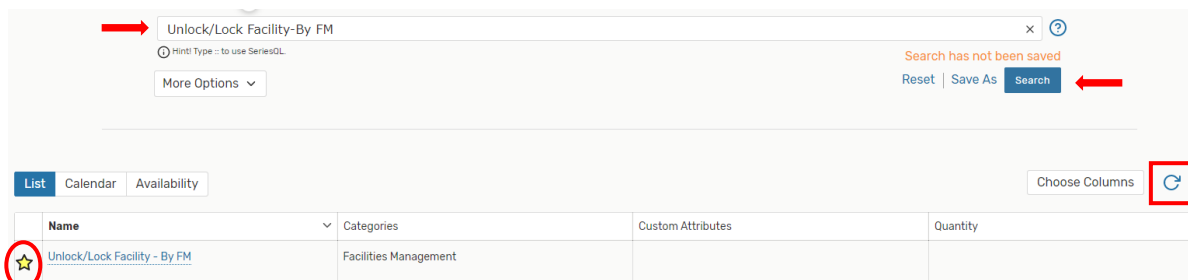 Unlock/Lock Facility-By FM ×
Hint! Type :: to use SeriesQL.
Search has not been saved
More Options
Reset | Save As Search
List Calendar Availability
Choose Columns
Name Categories Custom Attributes Quantity
Unlock/Lock Facility - By FM Facilities Management